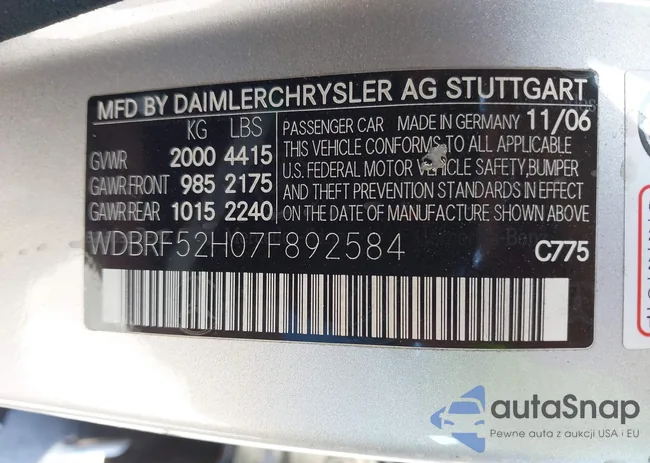 MFD BY DAIMLERCHRYSLER AG STUTTGART
KG LBS
GVWR 2000 4415
GAWR FRONT 985 2175
GAWR REAR 1015 2240
PASSENGER CAR MADE IN GERMANY 11/06
THIS VEHICLE CONFORMS TO ALL APPLICABLE
U.S. FEDERAL MOTOR VEHICLE SAFETY, BUMPER
AND THEFT PREVENTION STANDARDS IN EFFECT
ON THE DATE OF MANUFACTURE SHOWN ABOVE
WDBRF52H07F892584
C775
autaSnap
Pewne auta z aukcji USA i EU